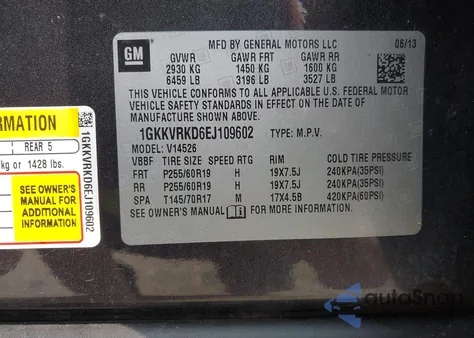 GM
MFD BY GENERAL MOTORS LLC 06/13
GVWR GAWR FRT GAWR RR
2930 KG 1450 KG 1600 KG
6459 LB 3196 LB 3527 LB
THIS VEHICLE CONFORMS TO ALL APPLICABLE U.S. FEDERAL MOTOR
VEHICLE SAFETY STANDARDS IN EFFECT ON THE DATE OF
MANUFACTURE SHOWN ABOVE.
1GKKVRKD6EJ109602 TYPE: M.P.V.
MODEL: V14526
VBBF TIRE SIZE SPEED RTG RIM COLD TIRE PRESSURE
FRT P255/60R19 H 19X7.5J 240KPA(35PSI)
RR P255/60R19 H 19X7.5J 240KPA(35PSI)
SPA T145/70R17 M 17X4.5B 420KPA(60PSI)
SEE OWNER'S MANUAL FOR MORE INFORMATION.
ORMATION
REAR 5
kg or 1428 lbs.
SEE OWNER'S
MANUAL FOR
ADDITIONAL
INFORMATION
1GKKVRKD6EJ109602
autoSnap